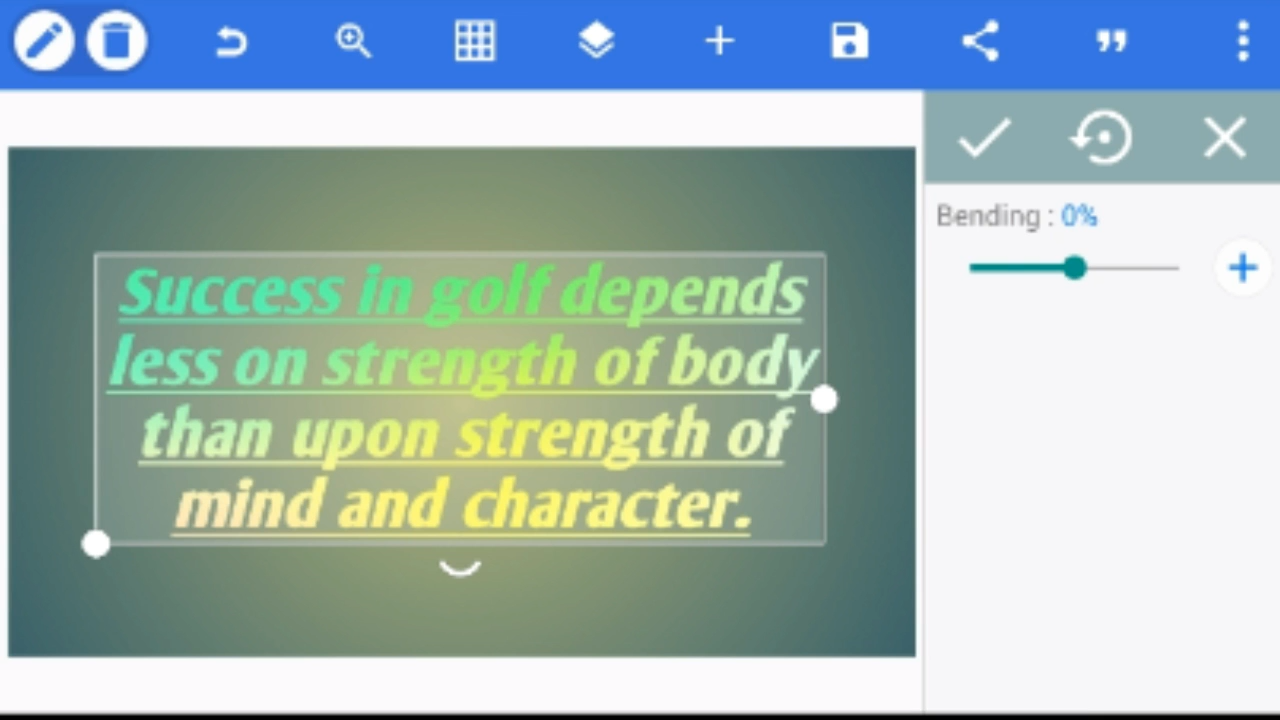 Bending : 0%
Success in golf depends
less on strength of body
than upon strength of
mind and character.